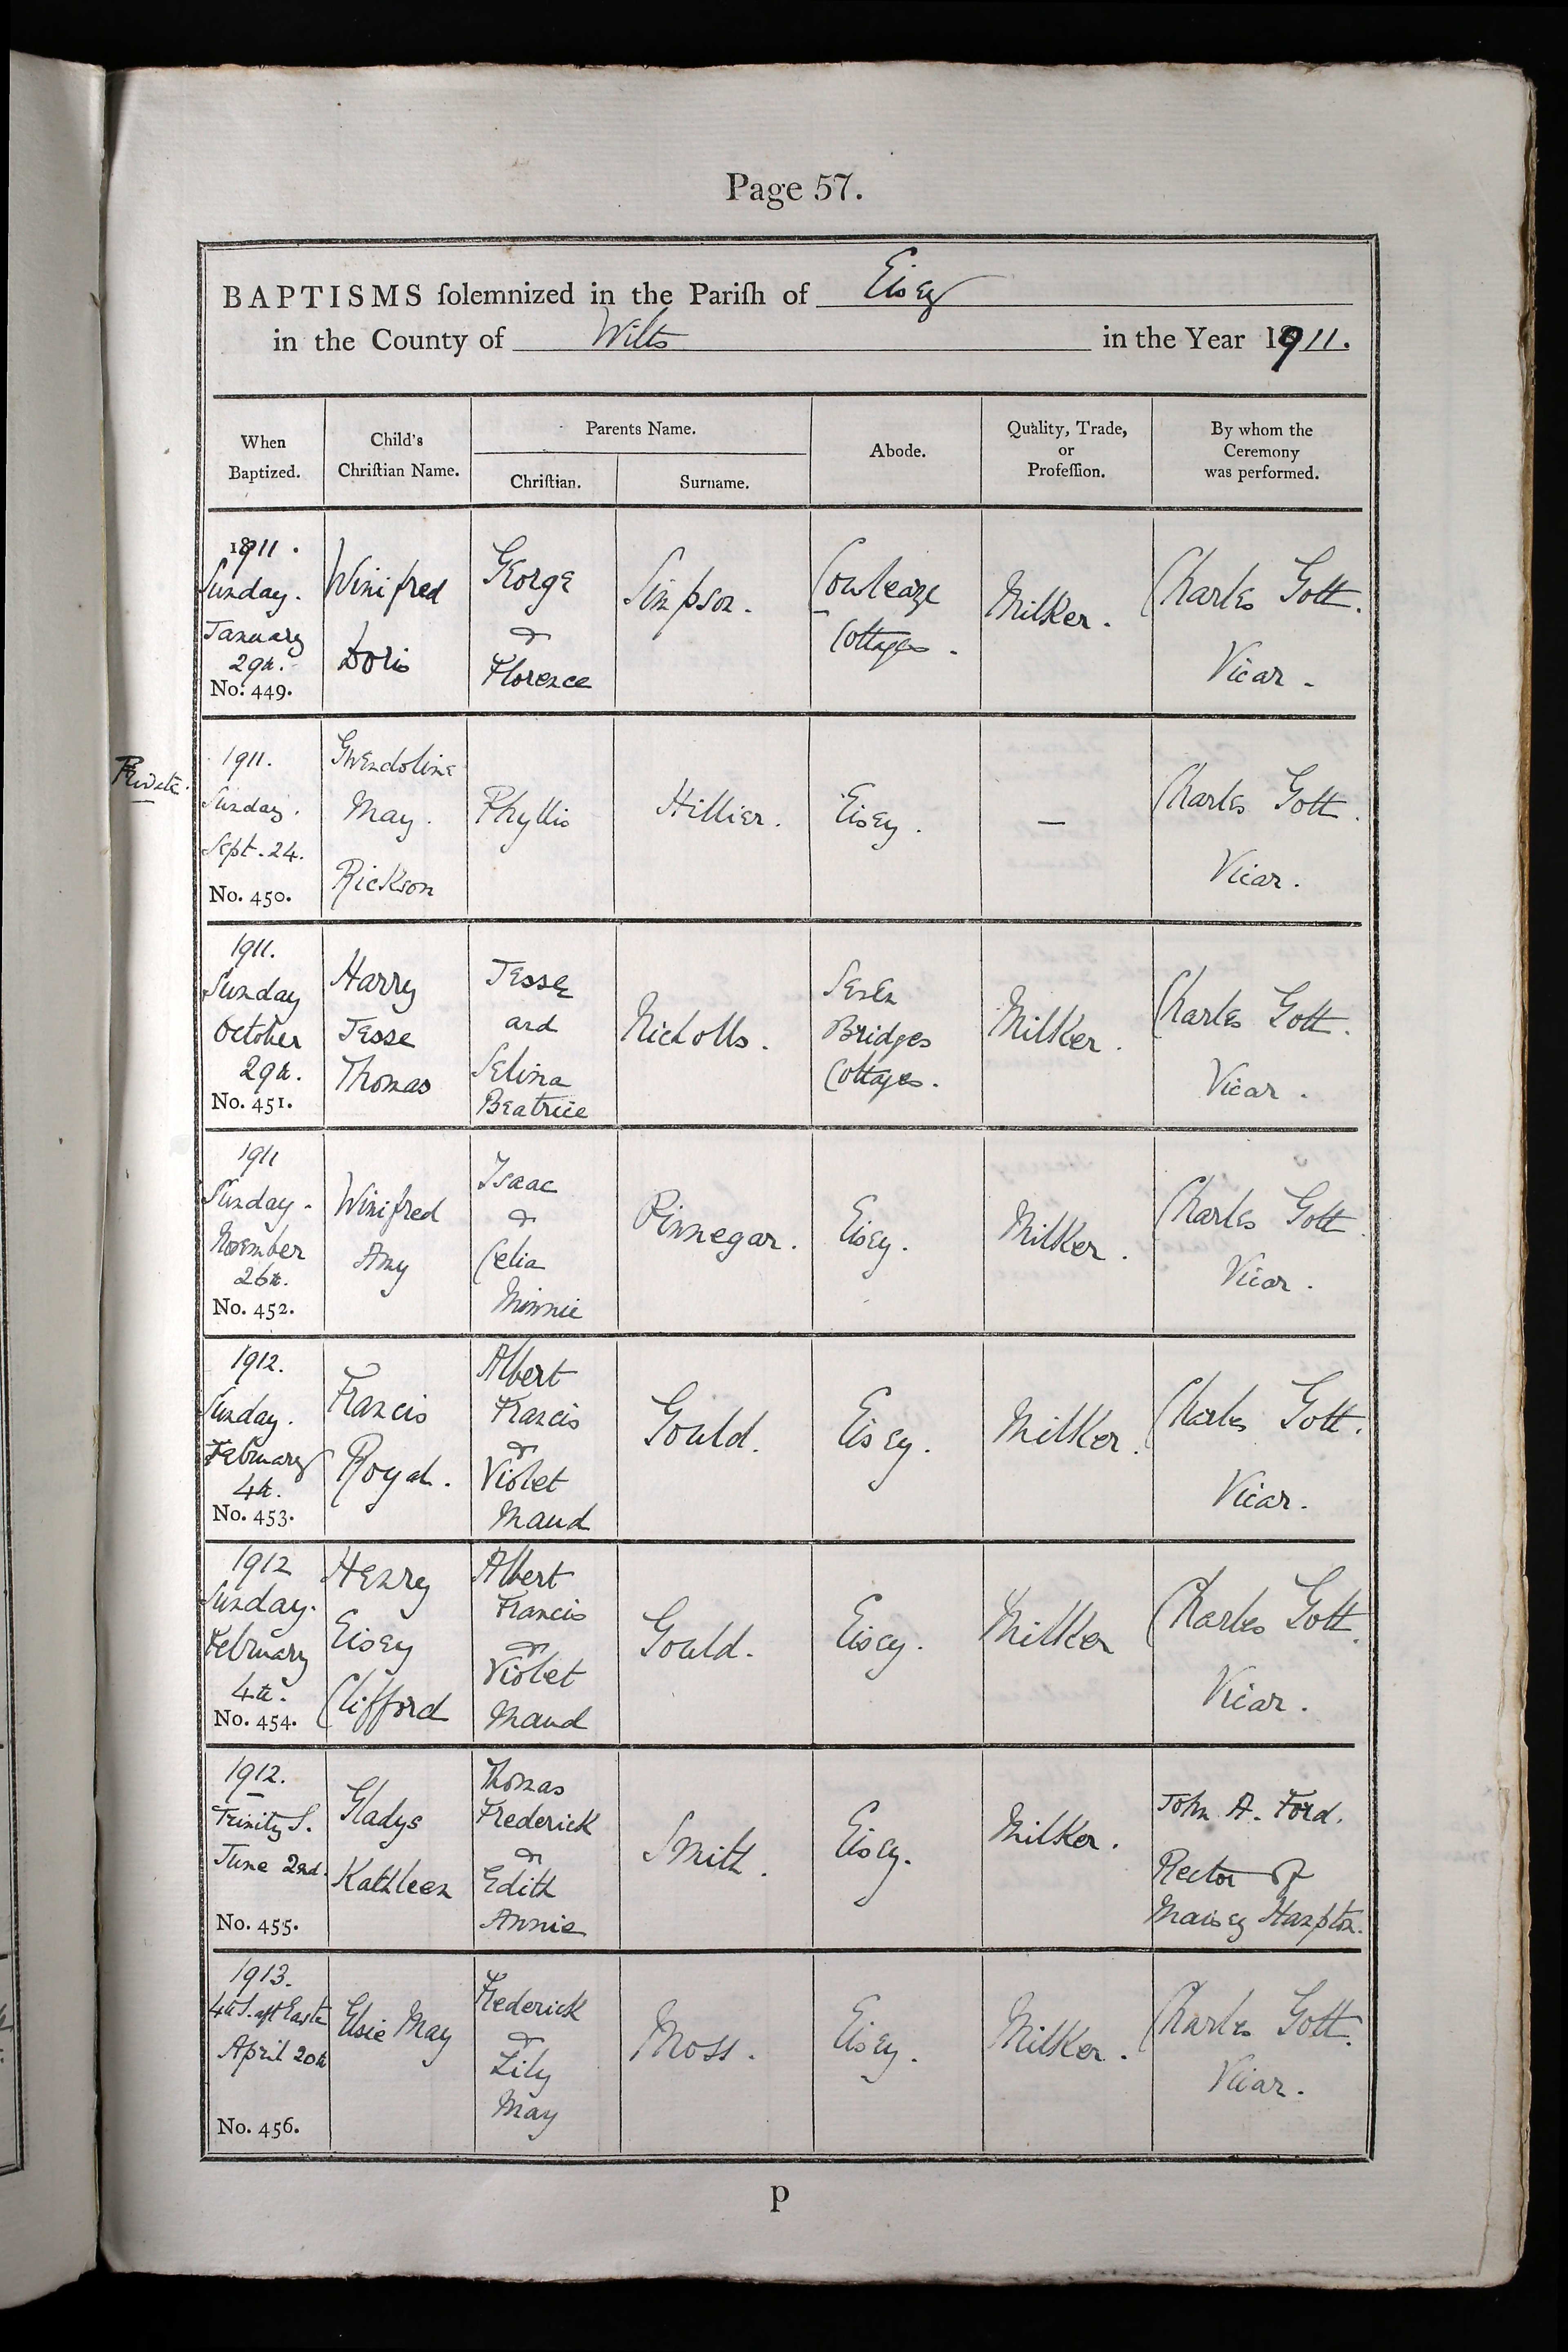 Page 57.
BAPTISMS ſolemnized in the Pariſh of Eisey
in the County of Wilts in the Year 1911.
When Baptized.
Child's Chriſtian Name.
Parents Name.
Chriſtian.
Surname.
Abode.
Quality, Trade, or Profeſſion.
By whom the Ceremony was performed.
1911.
Sunday.
January
29th.
No. 449.
Winifred
Doris
George
&
Florence
Simpson.
Cowleaze
Cottages.
Milker.
Charles Gott.
Vicar.
Private.
1911.
Sunday.
Sept. 24.
No. 450.
Gwendoline
May.
Rickson
Phyllis
Hillier.
Eisey.
—
Charles Gott.
Vicar.
1911.
Sunday
October
29th.
No. 451.
Harry
Jesse
Thomas
Jesse
and
Selina
Beatrice
Nicholls.
Seven
Bridges
Cottages.
Milker.
Charles Gott.
Vicar.
1911
Sunday.
November
26th.
No. 452.
Winifred
Amy
Isaac
&
Celia
Minnie
Pinnegar.
Eisey.
Milker.
Charles Gott.
Vicar.
1912.
Sunday.
February
4th.
No. 453.
Francis
Royal.
Albert
Francis
&
Violet
Maud
Gould.
Eisey.
Milker.
Charles Gott.
Vicar.
1912
Sunday.
February
4th.
No. 454.
Henry
Eisey
Clifford
Albert
Francis
&
Violet
Maud
Gould.
Eisey.
Milker
Charles Gott.
Vicar.
1912.
Trinity S.
June 2nd.
No. 455.
Gladys
Kathleen
Thomas
Frederick
&
Edith
Annie
Smith.
Eisey.
Milker.
John A. Ford.
Rector of
Maisey Hampton.
1913.
4th S. aft Easter
April 20th
No. 456.
Elsie May
Frederick
&
Lily
May
Moss.
Eisey.
Milker.
Charles Gott.
Vicar.
P